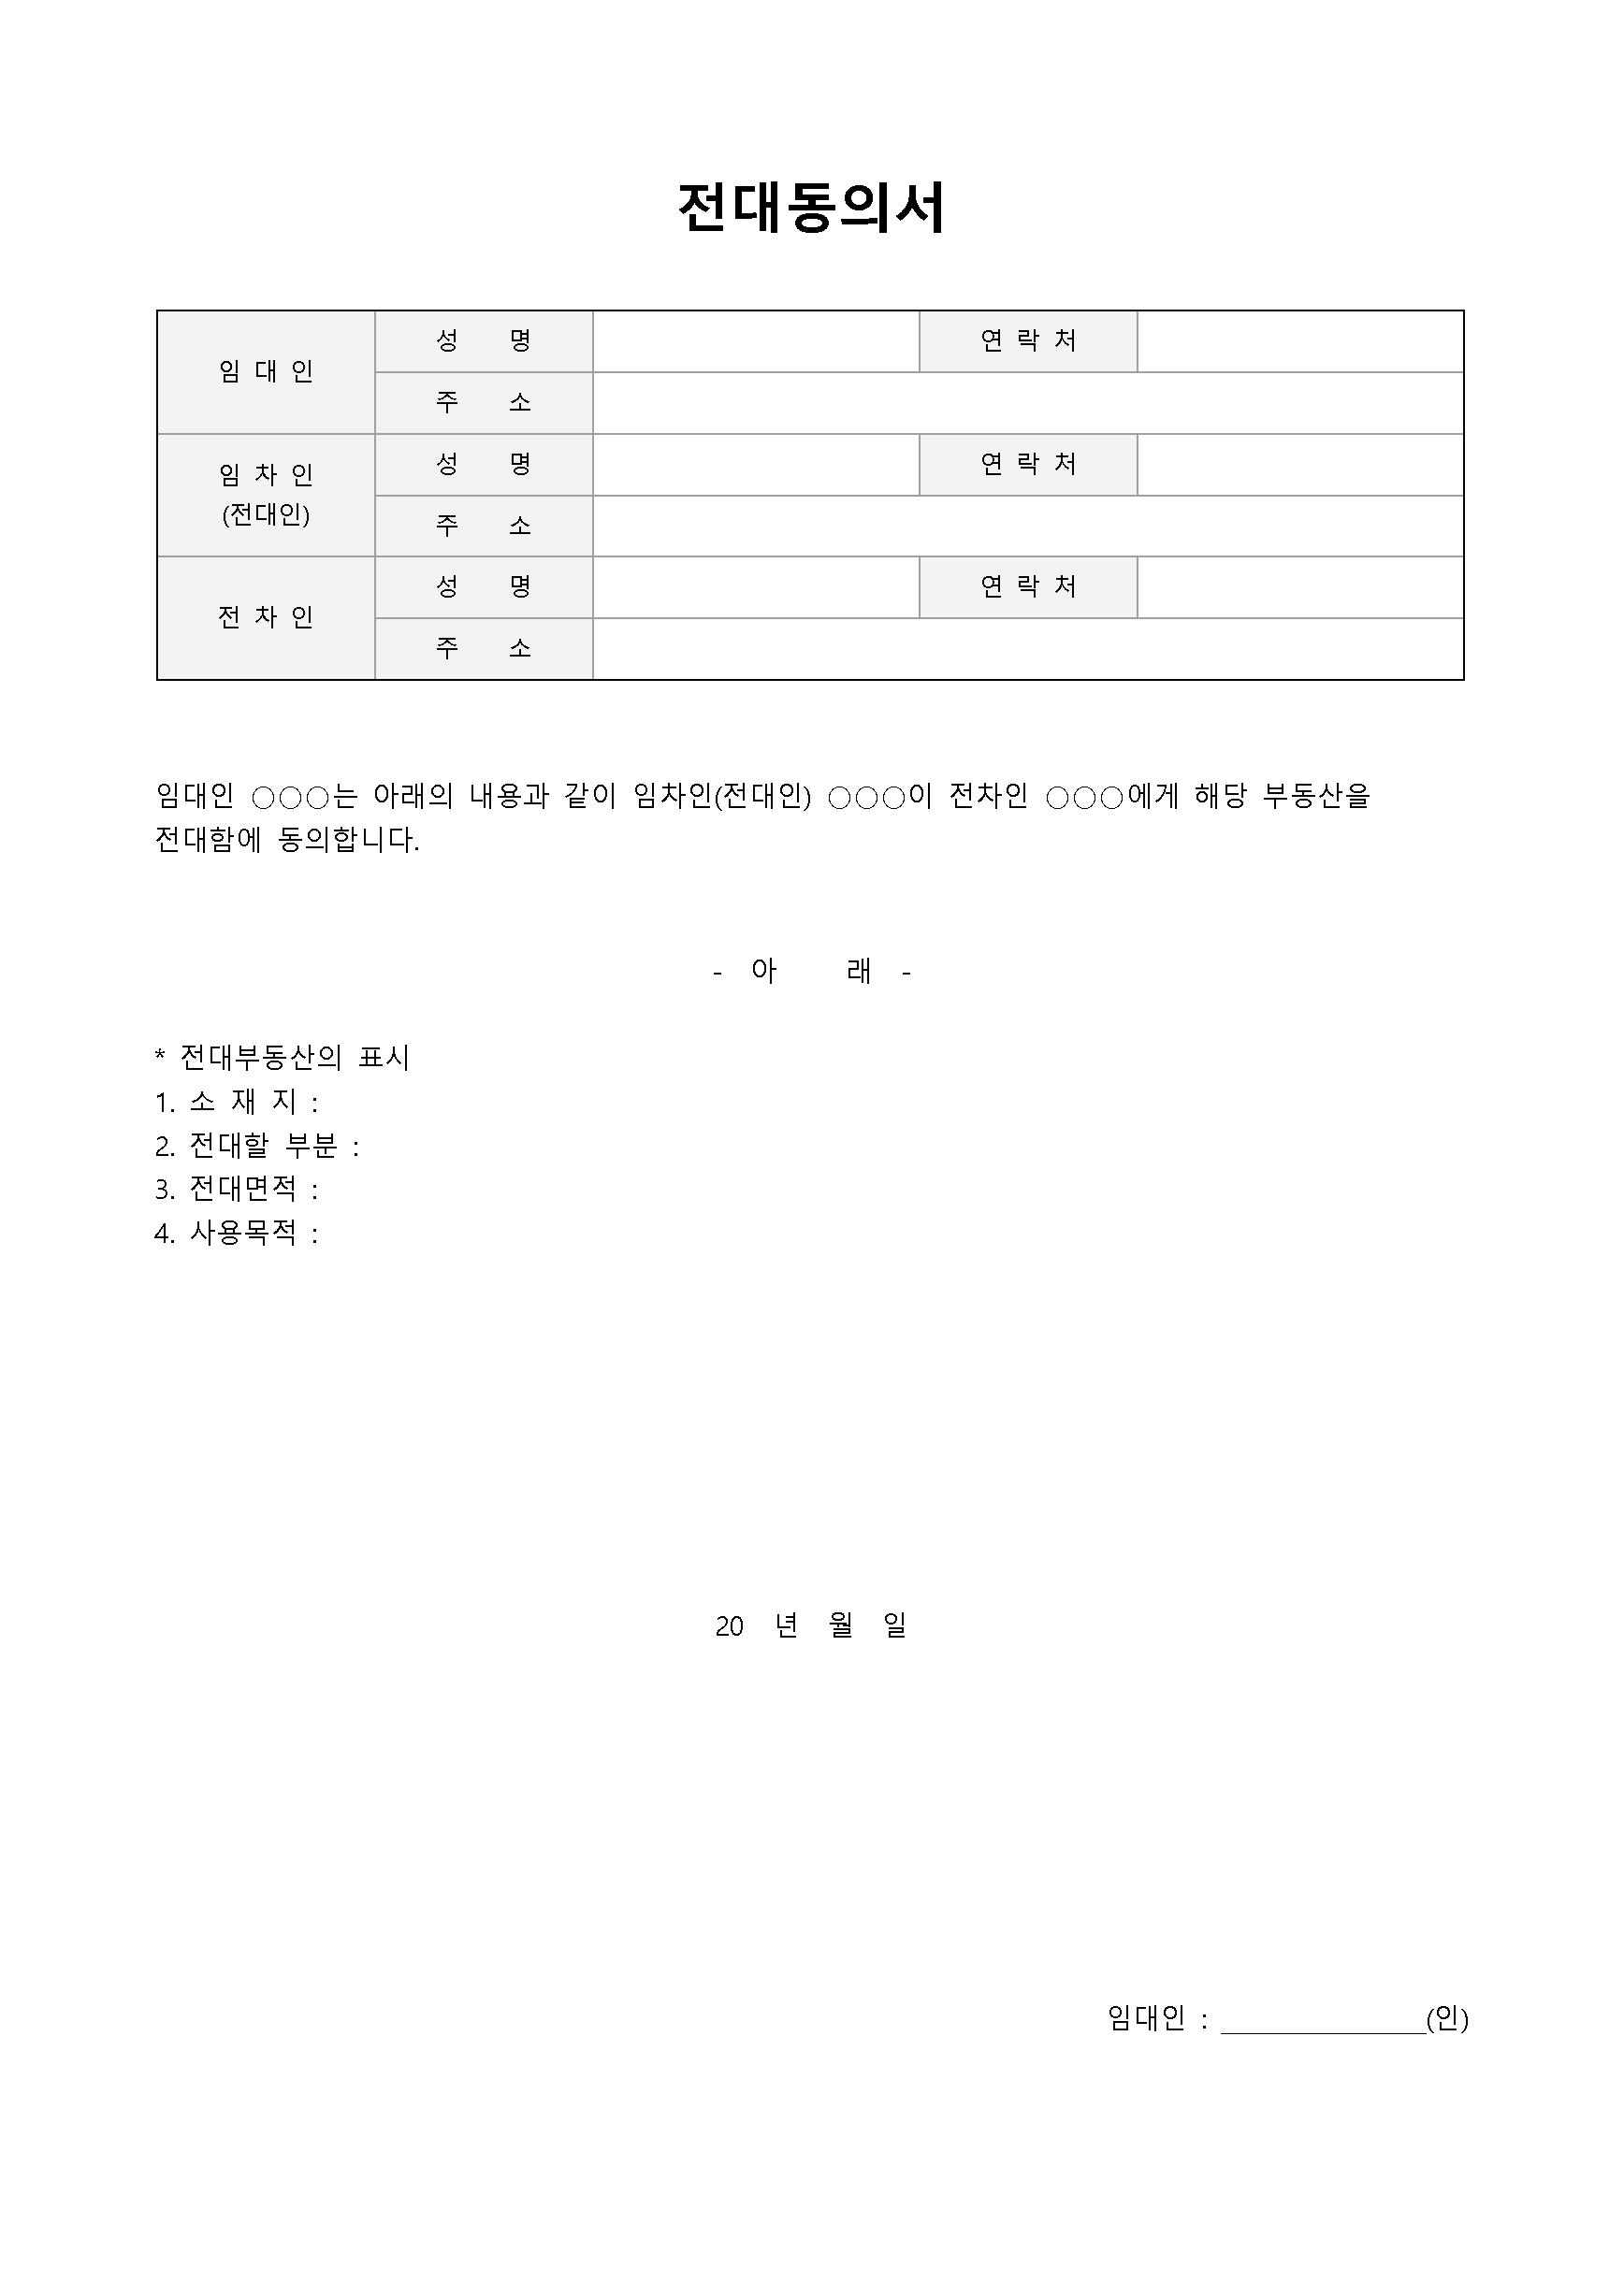 전대동의서
임 대 인
성 명
연 락 처
주 소
임 차 인
(전대인)
성 명
연 락 처
주 소
전 차 인
성 명
연 락 처
주 소
임대인 ○○○는 아래의 내용과 같이 임차인(전대인) ○○○이 전차인 ○○○에게 해당 부동산을
전대함에 동의합니다.
- 아 래 -
* 전대부동산의 표시
1. 소 재 지 :
2. 전대할 부분 :
3. 전대면적 :
4. 사용목적 :
20 년 월 일
임대인 : ______________(인)